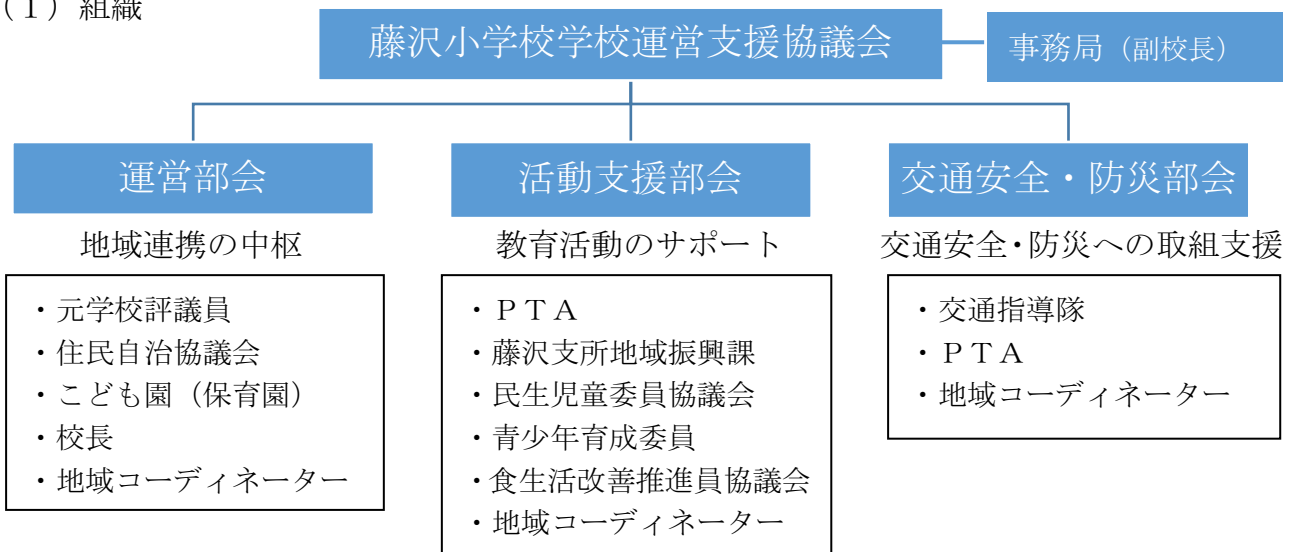 （１）組織
藤沢小学校学校運営支援協議会
事務局（副校長）
運営部会
活動支援部会
交通安全・防災部会
地域連携の中枢
教育活動のサポート
交通安全・防災への取組支援
・元学校評議員
・住民自治協議会
・こども園（保育園）
・校長
・地域コーディネーター
・ＰＴＡ
・藤沢支所地域振興課
・民生児童委員協議会
・青少年育成委員
・食生活改善推進員協議会
・地域コーディネーター
・交通指導隊
・ＰＴＡ
・地域コーディネーター